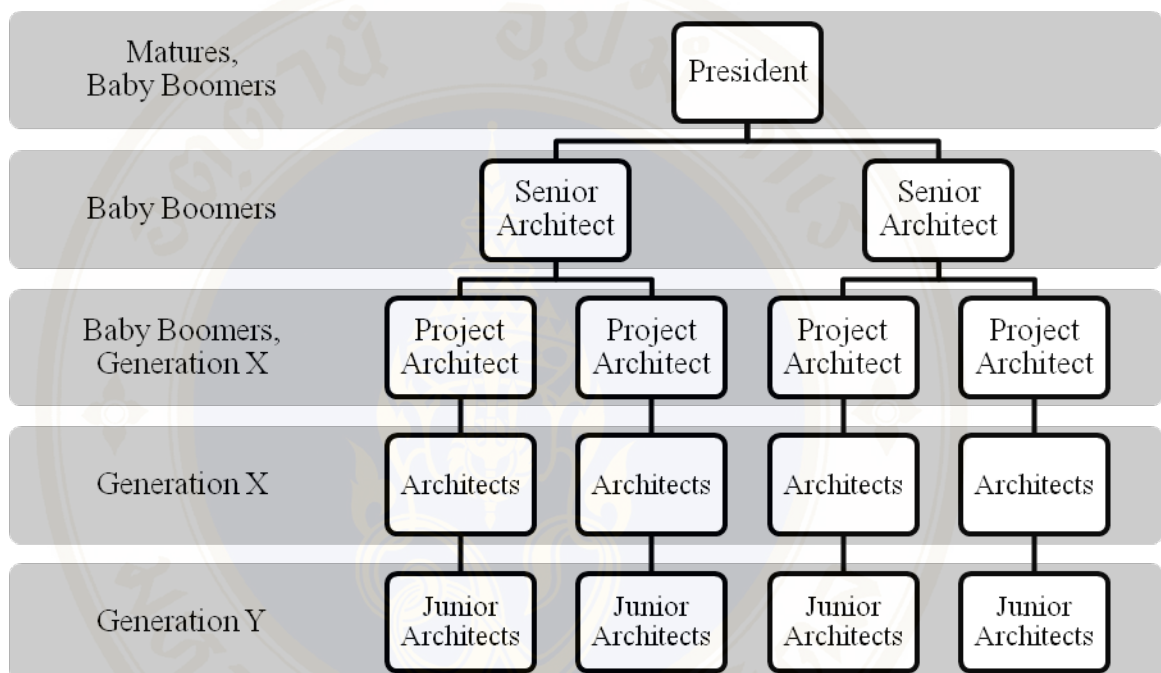 Matures,
Baby Boomers
President
Baby Boomers
Senior
Architect
Senior
Architect
Baby Boomers,
Generation X
Project
Architect
Project
Architect
Project
Architect
Project
Architect
Generation X
Architects
Architects
Architects
Architects
Generation Y
Junior
Architects
Junior
Architects
Junior
Architects
Junior
Architects